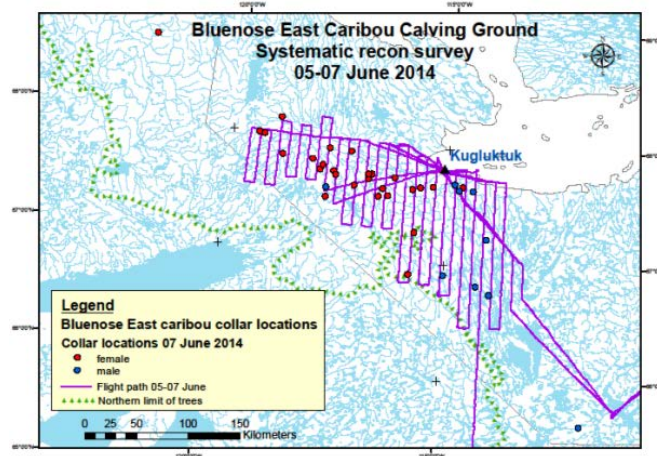 Bluenose East Caribou Calving Ground
Systematic recon survey
05-07 June 2014
Kugluktuk
Legend
Bluenose East caribou collar locations
Collar locations 07 June 2014
female
male
Flight path 05-07 June
Northern limit of trees
0 25 50 100 150
Kilometers